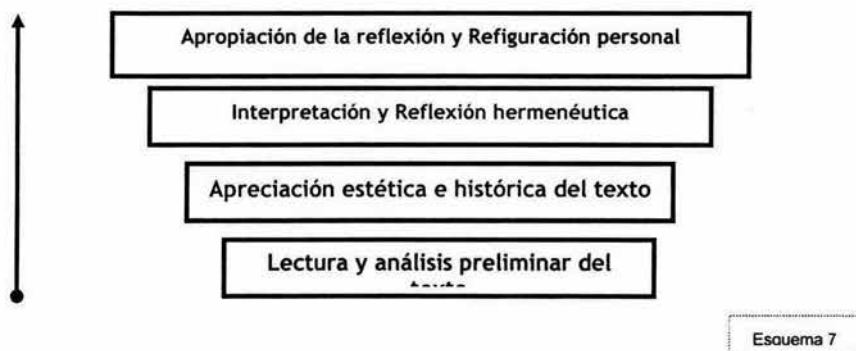 Apropiación de la reflexión y Refiguración personal
Interpretación y Reflexión hermenéutica
Apreciación estética e histórica del texto
Lectura y análisis preliminar del
Esquema 7